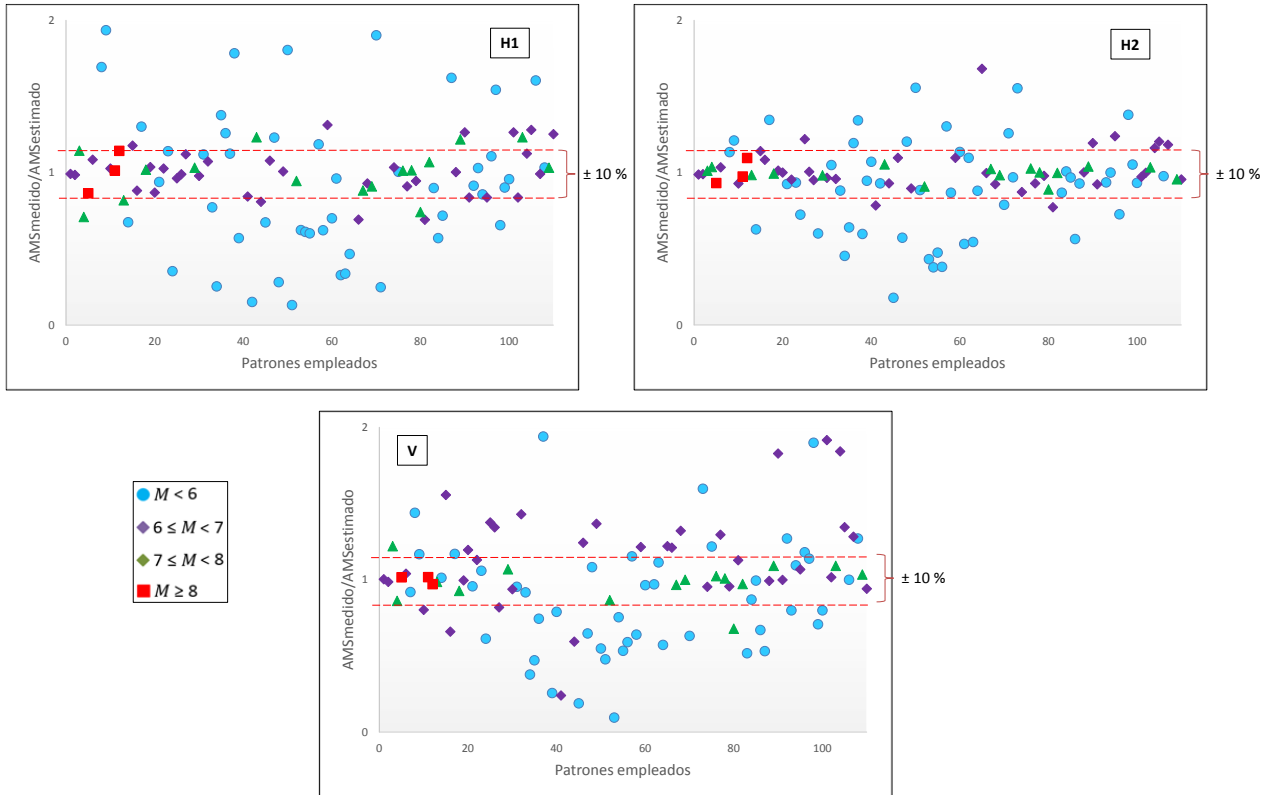 H1
2
1
0
0
20
40
60
80
100
AMSmedido/AMSestimado
Patrones empleados
± 10 %
H2
2
1
0
0
20
40
60
80
100
AMSmedido/AMSestimado
Patrones empleados
± 10 %
V
2
1
0
0
20
40
60
80
100
AMSmedido/AMSestimado
Patrones empleados
± 10 %
M < 6
6 ≤ M < 7
7 ≤ M < 8
M ≥ 8